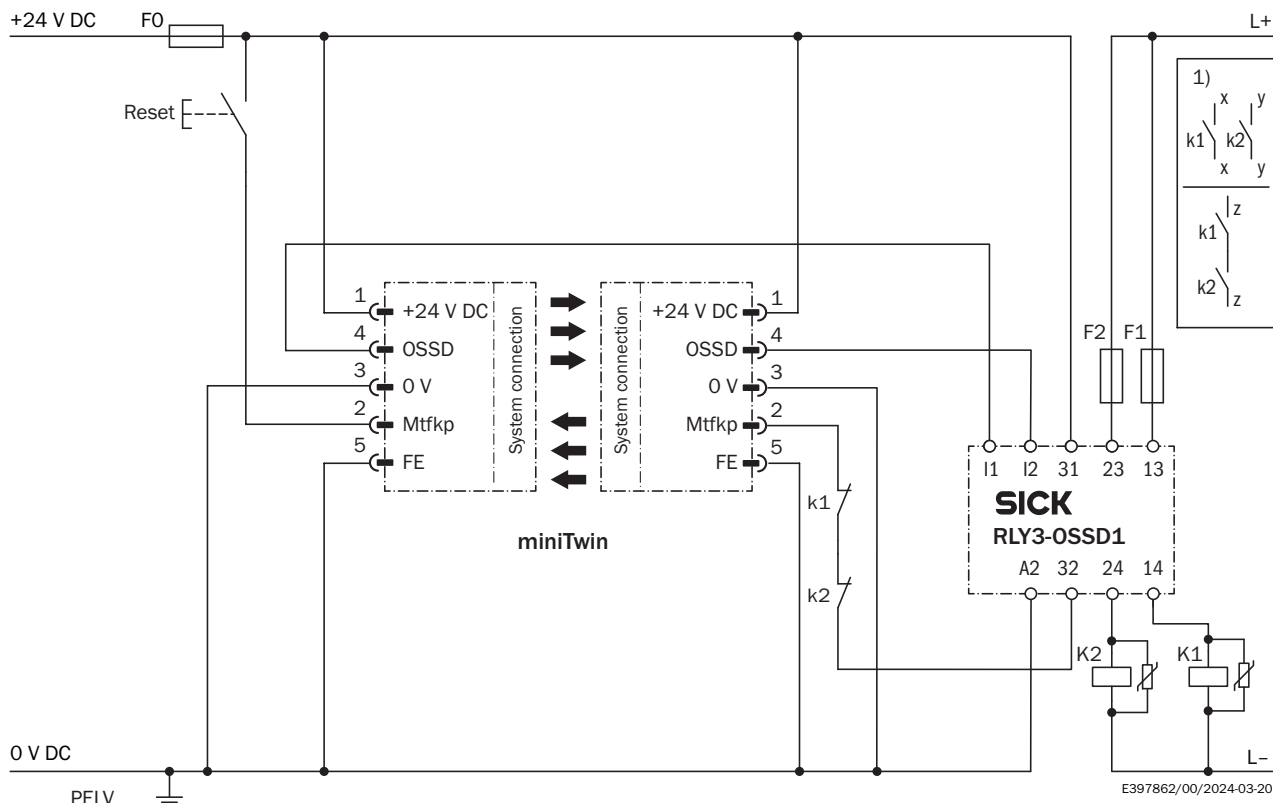 +24 V DC F0 L+
Reset
1)
x y
k1 k2
x y
z
k1
k2
z
1 +24 V DC
4 OSSD
3 0 V
2 Mtfkp
5 FE
System connection
System connection
+24 V DC 1
OSSD 4
0 V 3
Mtfkp 2
FE 5
miniTwin
k1
k2
F2 F1
I1 I2 31 23 13
SICK
RLY3-OSSD1
A2 32 24 14
K2 K1
0 V DC L–
PELV
E397862/00/2024-03-20